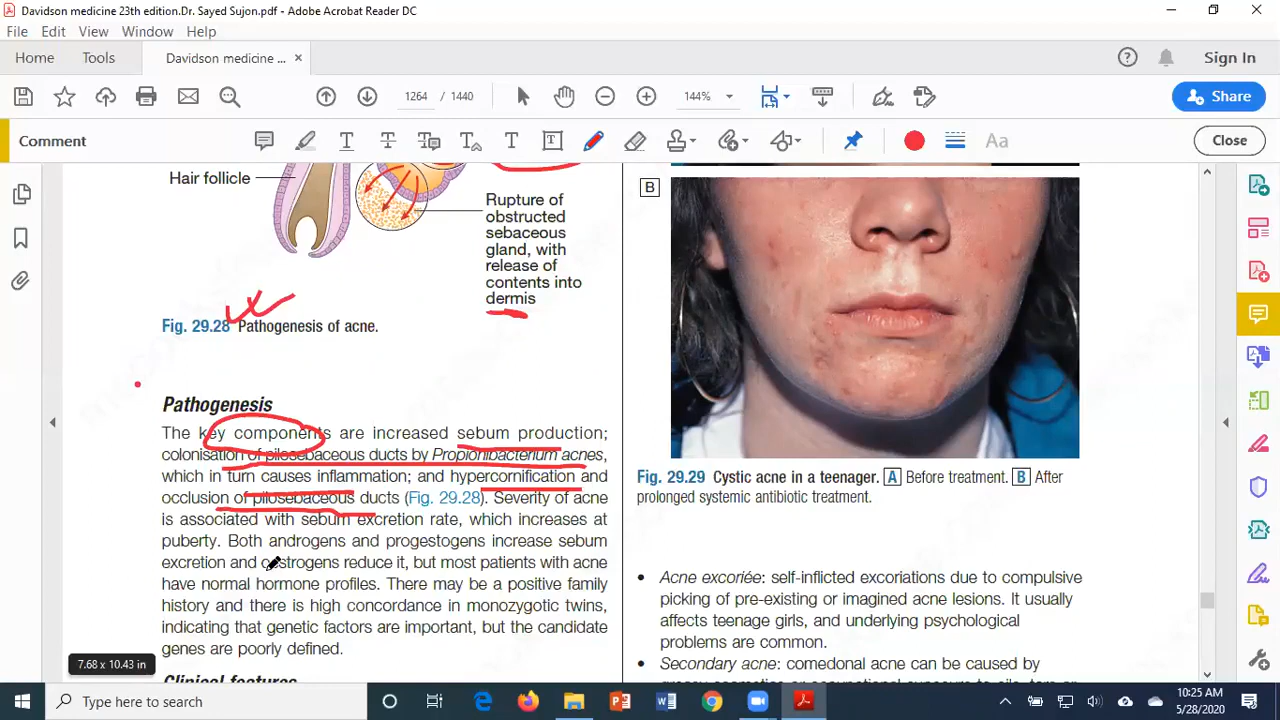 Davidson medicine 23th edition.Dr. Sayed Sujon.pdf - Adobe Acrobat Reader DC
File Edit View Window Help
Home Tools Davidson medicine ... × Sign In
1264 / 1440 144% Share
Comment Close
Hair follicle
Rupture of
obstructed
sebaceous
gland, with
release of
contents into
dermis
Fig. 29.28 Pathogenesis of acne.
Pathogenesis
The key components are increased sebum production;
colonisation of pilosebaceous ducts by Propionibacterium acnes,
which in turn causes inflammation; and hypercornification and
occlusion of pilosebaceous ducts (Fig. 29.28). Severity of acne
is associated with sebum excretion rate, which increases at
puberty. Both androgens and progestogens increase sebum
excretion and oestrogens reduce it, but most patients with acne
have normal hormone profiles. There may be a positive family
history and there is high concordance in monozygotic twins,
indicating that genetic factors are important, but the candidate
genes are poorly defined.
Clinical features
7.68 x 10.43 in
B
Fig. 29.29 Cystic acne in a teenager. A Before treatment. B After
prolonged systemic antibiotic treatment.
• Acne excoriée: self-inflicted excoriations due to compulsive
picking of pre-existing or imagined acne lesions. It usually
affects teenage girls, and underlying psychological
problems are common.
• Secondary acne: comedonal acne can be caused by
Type here to search
10:25 AM
5/28/2020